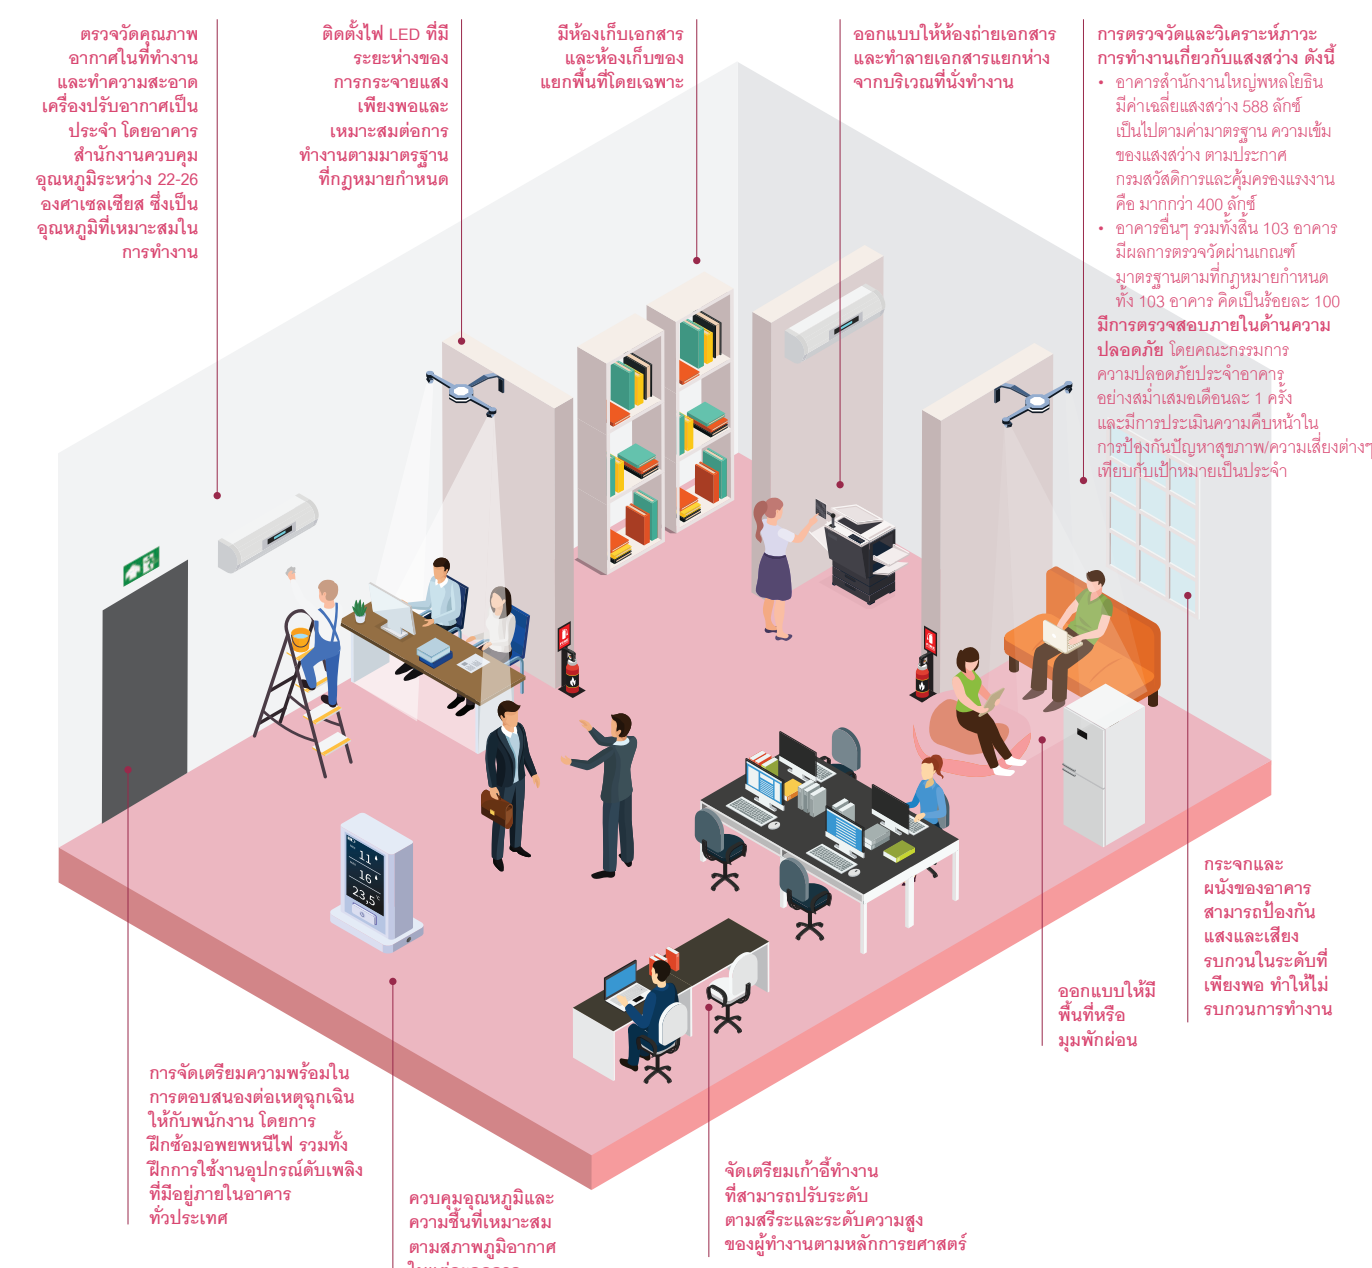 ตรวจวัดคุณภาพ
อากาศในที่ทำงาน
และทำความสะอาด
เครื่องปรับอากาศเป็น
ประจำ โดยอาคาร
สำนักงานควบคุม
อุณหภูมิระหว่าง 22-26
องศาเซลเซียส ซึ่งเป็น
อุณหภูมิที่เหมาะสมใน
การทำงาน
ติดตั้งไฟ LED ที่มี
ระยะห่างของ
การกระจายแสง
เพียงพอและ
เหมาะสมต่อการ
ทำงานตามมาตรฐาน
ที่กฎหมายกำหนด
มีห้องเก็บเอกสาร
และห้องเก็บของ
แยกพื้นที่โดยเฉพาะ
ออกแบบให้ห้องถ่ายเอกสาร
และทำลายเอกสารแยกห่าง
จากบริเวณที่นั่งทำงาน
การตรวจวัดและวิเคราะห์ภาวะ
การทำงานเกี่ยวกับแสงสว่าง ดังนี้
• อาคารสำนักงานใหญ่พหลโยธิน
มีค่าเฉลี่ยแสงสว่าง 588 ลักซ์
เป็นไปตามค่ามาตรฐาน ความเข้ม
ของแสงสว่าง ตามประกาศ
กรมสวัสดิการและคุ้มครองแรงงาน
คือ มากกว่า 400 ลักซ์
• อาคารอื่นๆ รวมทั้งสิ้น 103 อาคาร
มีผลการตรวจวัดผ่านเกณฑ์
มาตรฐานตามที่กฎหมายกำหนด
ทั้ง 103 อาคาร คิดเป็นร้อยละ 100
มีการตรวจสอบภายในด้านความ
ปลอดภัย โดยคณะกรรมการ
ความปลอดภัยประจำอาคาร
อย่างสม่ำเสมอเดือนละ 1 ครั้ง
และมีการประเมินความคืบหน้าใน
การป้องกันปัญหาสุขภาพ/ความเสี่ยงต่างๆ
เทียบกับเป้าหมายเป็นประจำ
11
16
23,5
กระจกและ
ผนังของอาคาร
สามารถป้องกัน
แสงและเสียง
รบกวนในระดับที่
เพียงพอ ทำให้ไม่
รบกวนการทำงาน
ออกแบบให้มี
พื้นที่หรือ
มุมพักผ่อน
การจัดเตรียมความพร้อมใน
การตอบสนองต่อเหตุฉุกเฉิน
ให้กับพนักงาน โดยการ
ฝึกซ้อมอพยพหนีไฟ รวมทั้ง
ฝึกการใช้งานอุปกรณ์ดับเพลิง
ที่มีอยู่ภายในอาคาร
ทั่วประเทศ
ควบคุมอุณหภูมิและ
ความชื้นที่เหมาะสม
ตามสภาพภูมิอากาศ
จัดเตรียมเก้าอี้ทำงาน
ที่สามารถปรับระดับ
ตามสรีระและระดับความสูง
ของผู้ทำงานตามหลักการยศาสตร์